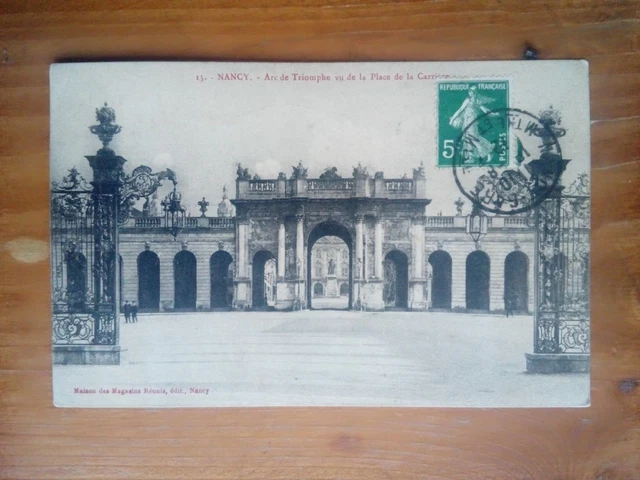 15. - NANCY. - Arc de Triomphe vu de la Place de la
REPUBLIQUE FRANÇAISE
5
POSTES
Maison des Magasins Réunis, édit., Nancy